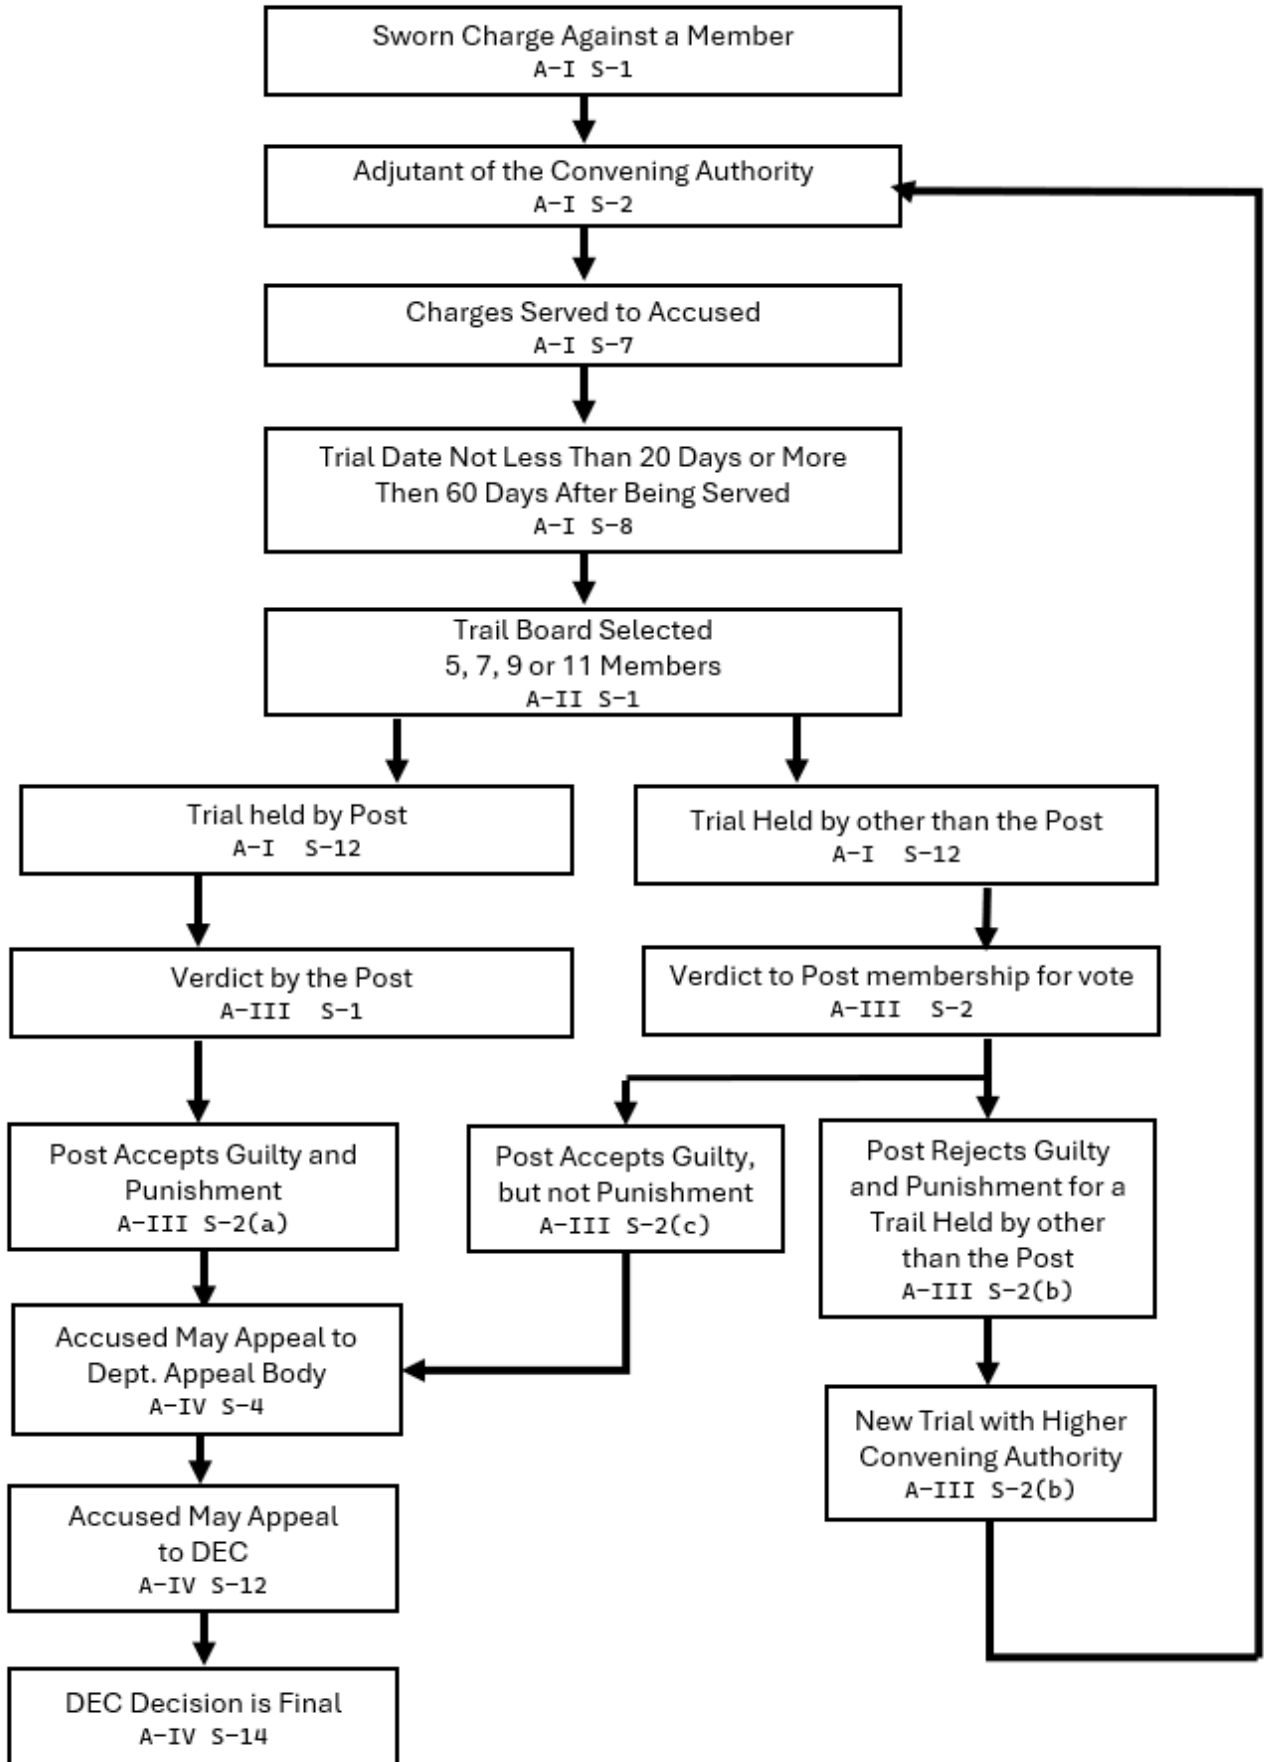 Sworn Charge Against a Member
A-I S-1
Adjutant of the Convening Authority
A-I S-2
Charges Served to Accused
A-I S-7
Trial Date Not Less Than 20 Days or More
Then 60 Days After Being Served
A-I S-8
Trail Board Selected
5, 7, 9 or 11 Members
A-II S-1
Trial held by Post
A-I S-12
Trial Held by other than the Post
A-I S-12
Verdict by the Post
A-III S-1
Verdict to Post membership for vote
A-III S-2
Post Accepts Guilty and
Punishment
A-III S-2(a)
Post Accepts Guilty,
but not Punishment
A-III S-2(c)
Post Rejects Guilty
and Punishment for a
Trail Held by other
than the Post
A-III S-2(b)
Accused May Appeal to
Dept. Appeal Body
A-IV S-4
New Trial with Higher
Convening Authority
A-III S-2(b)
Accused May Appeal
to DEC
A-IV S-12
DEC Decision is Final
A-IV S-14